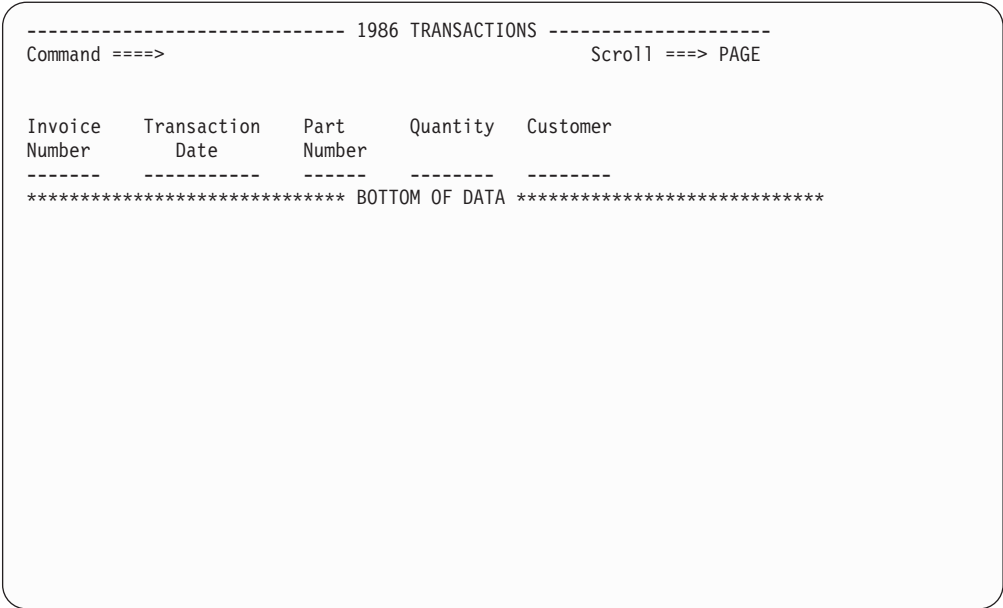 ------------------------------ 1986 TRANSACTIONS ---------------------
Command ====>                                        Scroll ===> PAGE
Invoice    Transaction    Part      Quantity   Customer
Number        Date        Number
-------    -----------    ------    --------   --------
****************************** BOTTOM OF DATA *****************************